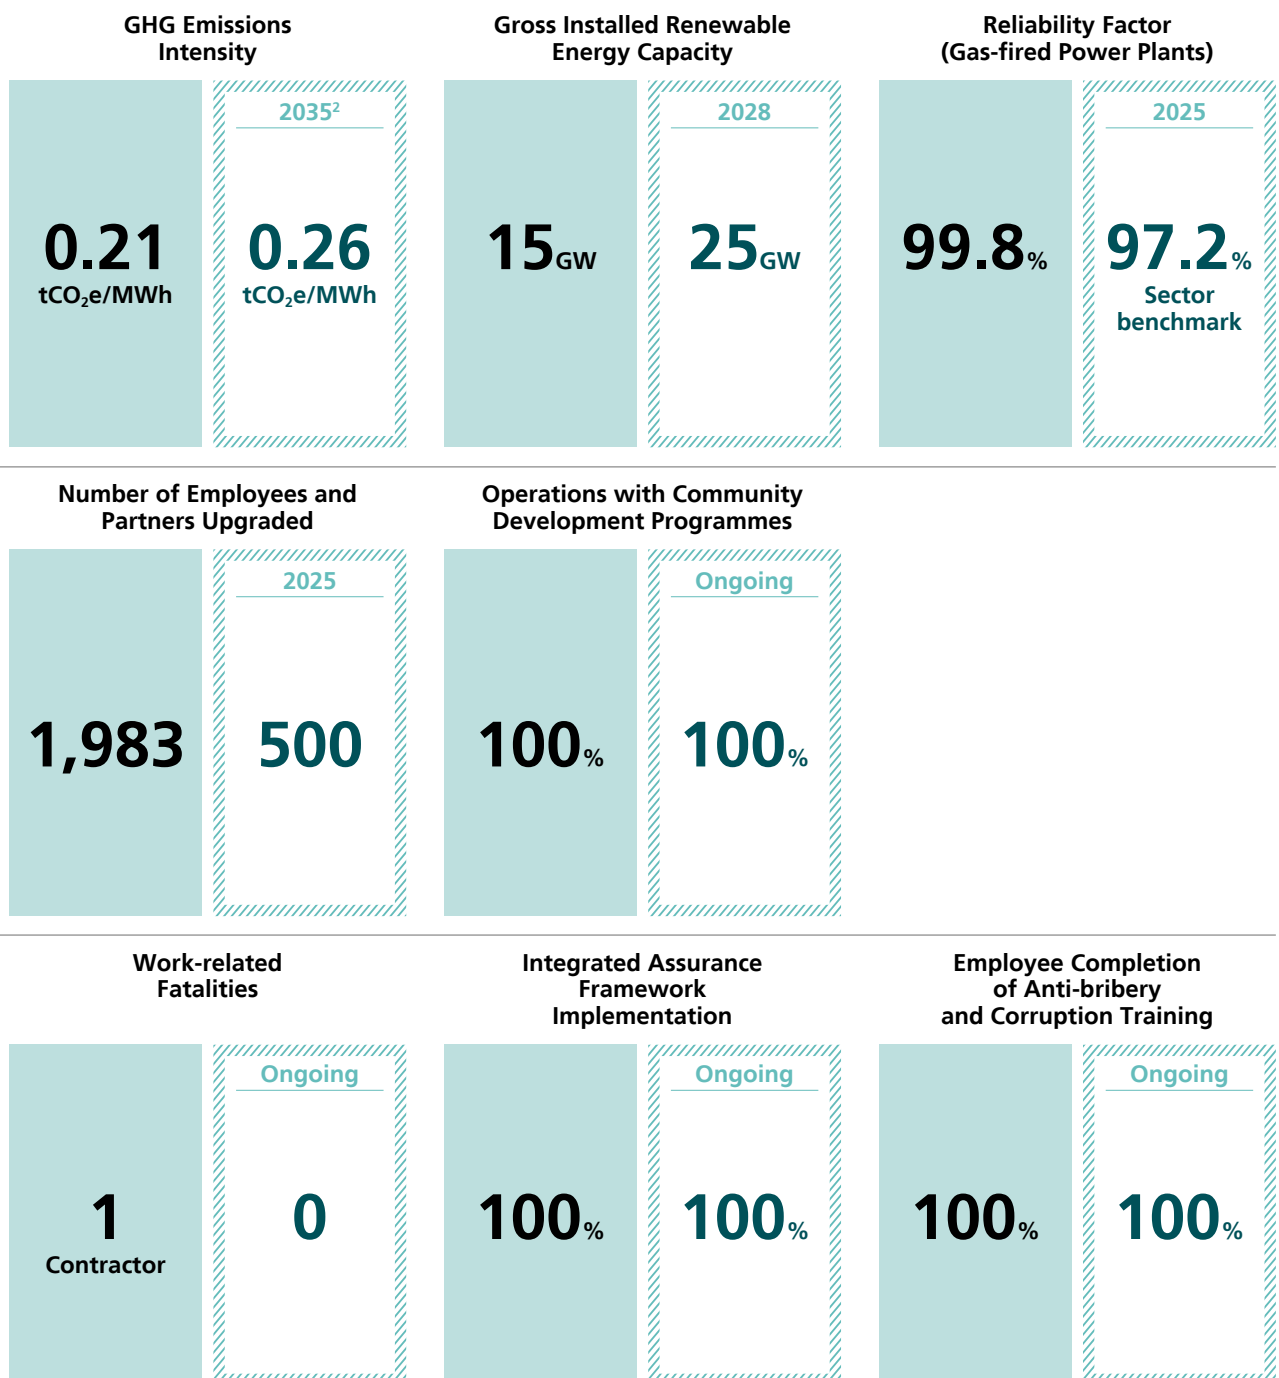 GHG Emissions
Intensity
2035²
0.21
tCO₂e/MWh
0.26
tCO₂e/MWh
Gross Installed Renewable
Energy Capacity
2028
15GW
25GW
Reliability Factor
(Gas-fired Power Plants)
2025
99.8%
97.2%
Sector
benchmark
Number of Employees and
Partners Upgraded
2025
1,983
500
Operations with Community
Development Programmes
Ongoing
100%
100%
Work-related
Fatalities
Ongoing
1
Contractor
0
Integrated Assurance
Framework
Implementation
Ongoing
100%
100%
Employee Completion
of Anti-bribery
and Corruption Training
Ongoing
100%
100%